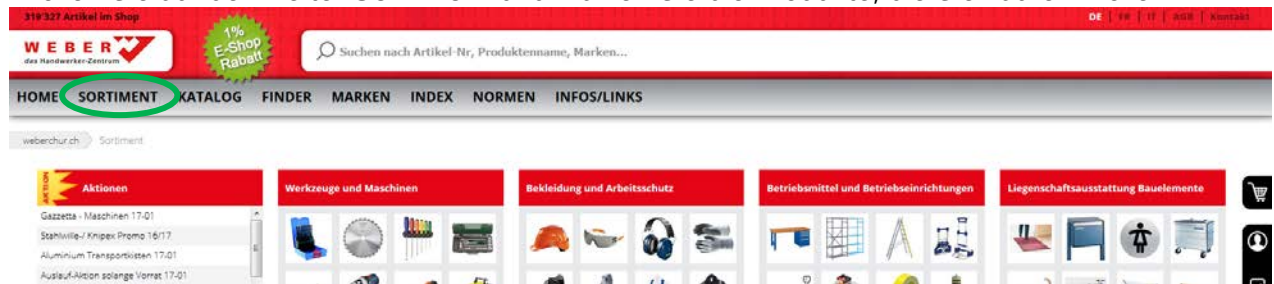 319'327 Artikel im Shop
DE | FR | IT | AGB | Kontakt
WEBER
das Handwerker-Zentrum
1%
E-Shop
Rabatt
Suchen nach Artikel-Nr, Produktenname, Marken...
HOME SORTIMENT KATALOG FINDER MARKEN INDEX NORMEN INFOS/LINKS
weberchur.ch Sortiment
AKTION
Aktionen
Werkzeuge und Maschinen
Bekleidung und Arbeitsschutz
Betriebsmittel und Betriebseinrichtungen
Liegenschaftsausstattung Bauelemente
Gazzetta - Maschinen 17-01
Stahlwille-/ Knipex Promo 16/17
Aluminium Transportkisten 17-01
Auslauf-Aktion solange Vorrat 17-01